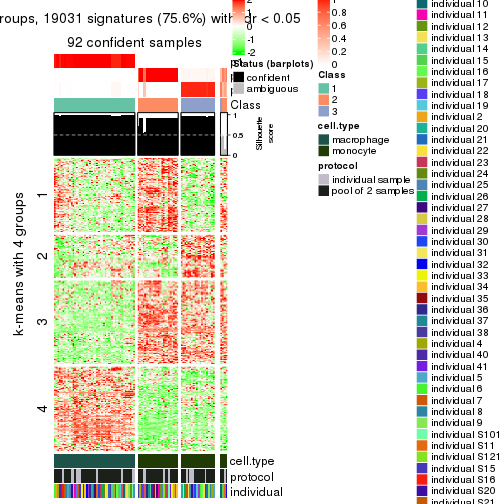 roups, 19031 signatures (75.6%) with
dr < 0.05
92 confident samples
k-means with 4 groups
1
2
3
4
Class
1
0.5
0
Silhouette
score
cell.type
protocol
individual
2
-1
-2
0.8
0.6
0.4
0.2
0
Status (barplots)
confident
ambiguous
Class
1
2
3
cell.type
macrophage
monocyte
protocol
individual sample
pool of 2 samples
individual 10
individual 11
individual 12
individual 13
individual 14
individual 15
individual 16
individual 17
individual 18
individual 19
individual 2
individual 20
individual 21
individual 22
individual 23
individual 24
individual 25
individual 26
individual 27
individual 28
individual 29
individual 30
individual 31
individual 32
individual 33
individual 34
individual 35
individual 36
individual 37
individual 38
individual 4
individual 40
individual 41
individual 5
individual 6
individual 7
individual 8
individual 9
individual S101
individual S11
individual S121
individual S15
individual S16
individual S20
individual S21